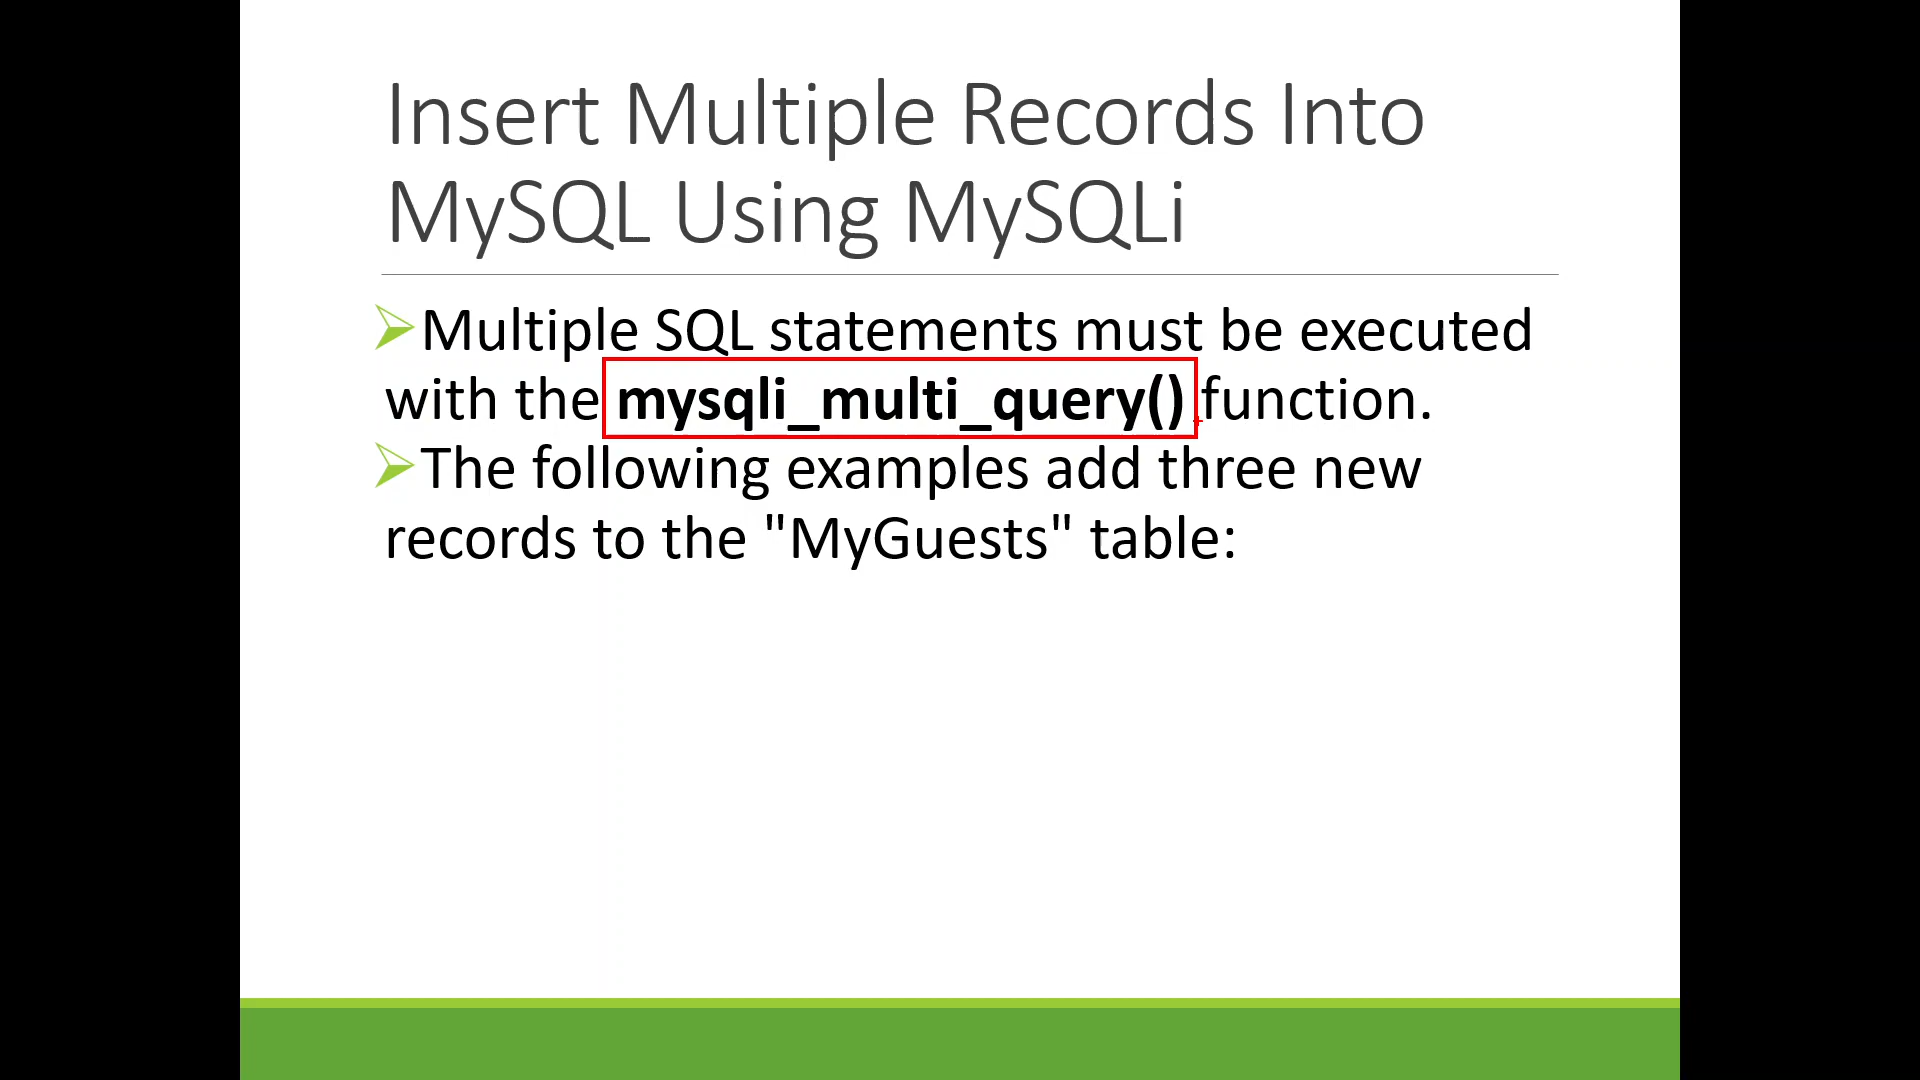 Insert Multiple Records Into
MySQL Using MySQLi
Multiple SQL statements must be executed
with the mysqli_multi_query() function.
The following examples add three new
records to the "MyGuests" table: